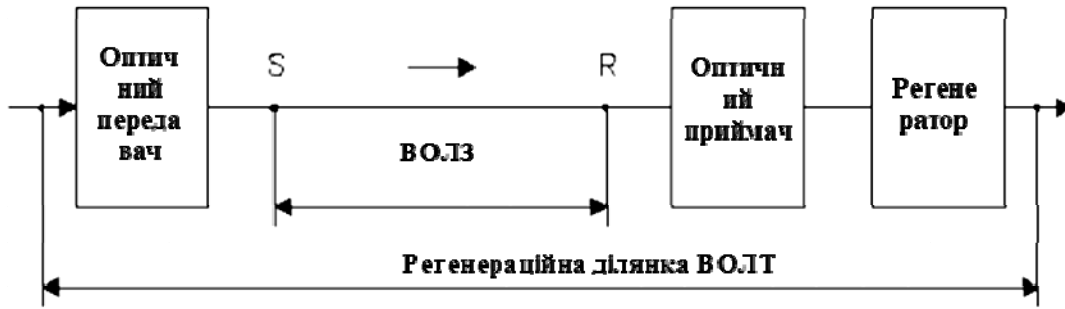 Оптич
ний
переда
вач
S
R
Оптичн
ий
приймач
Регене
ратор
ВОЛЗ
Регенераційна ділянка ВОЛТ